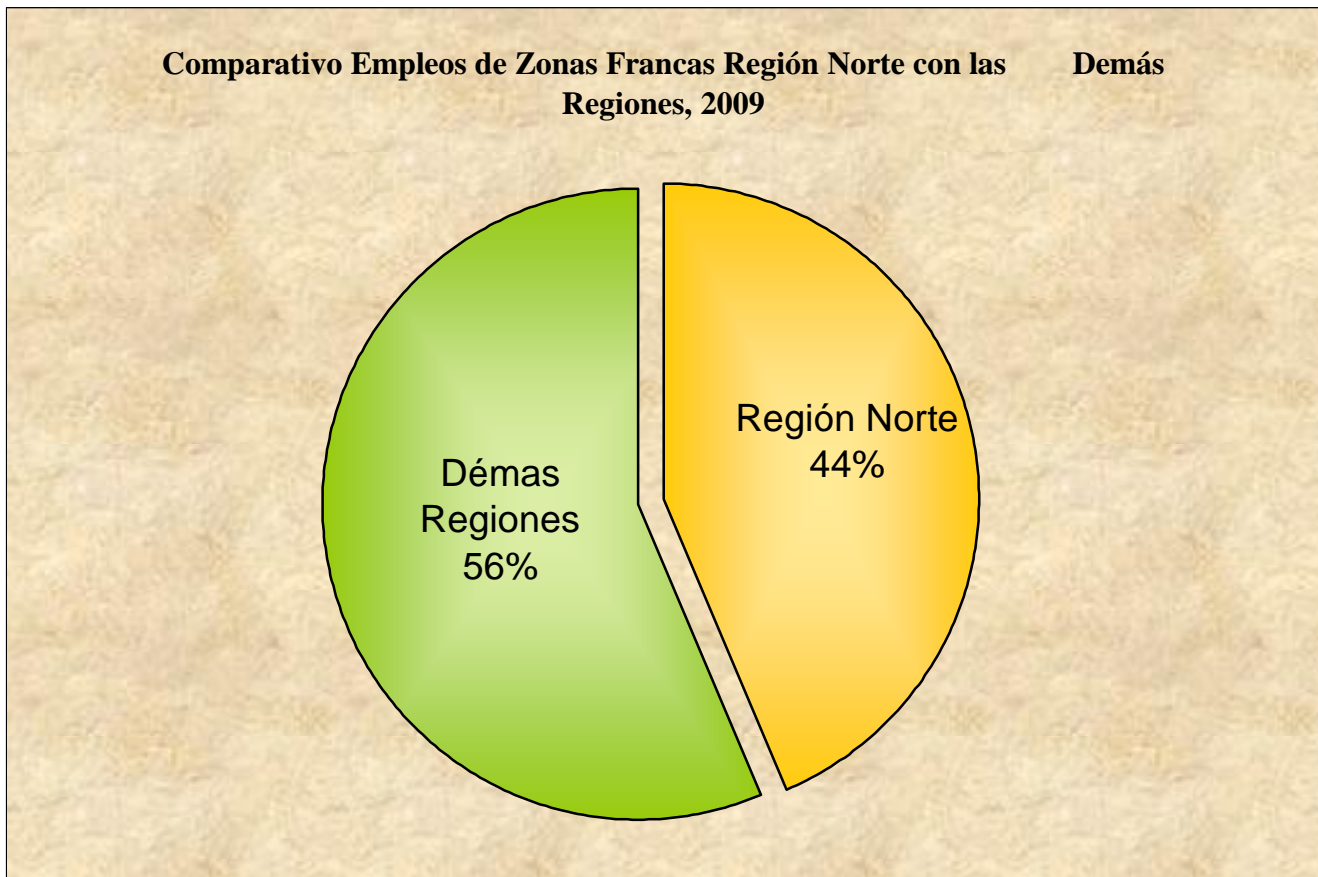 Comparativo Empleos de Zonas Francas Región Norte con las Demás
Regiones, 2009
Región Norte
44%
Démas
Regiones
56%